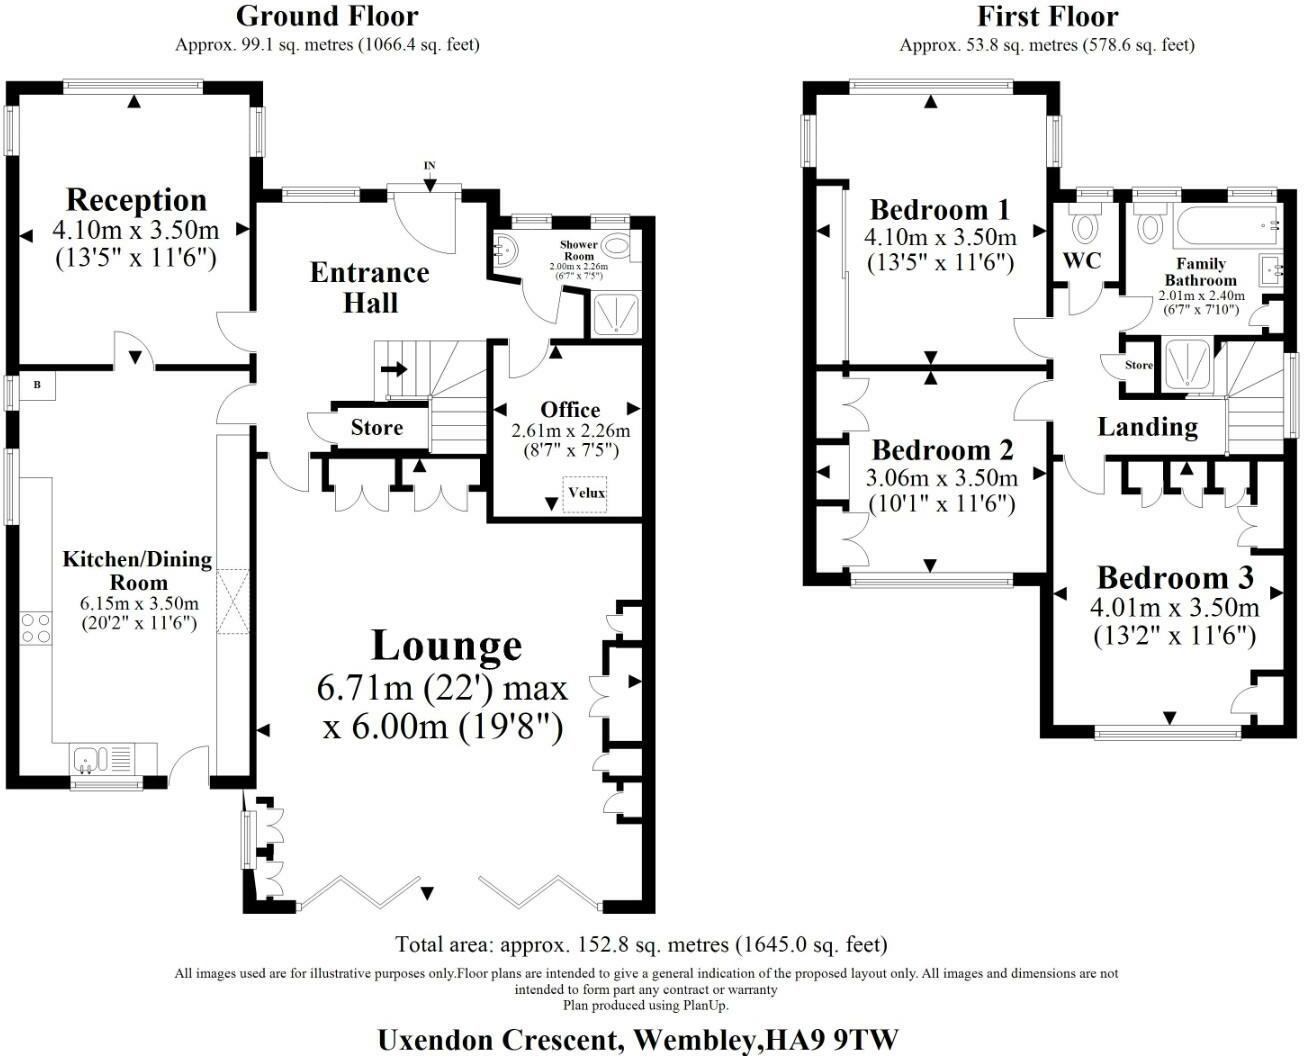 Ground Floor
Approx. 99.1 sq. metres (1066.4 sq. feet)
First Floor
Approx. 53.8 sq. metres (578.6 sq. feet)
IN
Reception
4.10m x 3.50m
(13'5" x 11'6")
Entrance
Hall
Shower
Room
2.00m x 2.26m
(6'7" x 7'5")
B
Store
Office
2.61m x 2.26m
(8'7" x 7'5")
Velux
Kitchen/Dining
Room
6.15m x 3.50m
(20'2" x 11'6")
Lounge
6.71m (22') max
x 6.00m (19'8")
Bedroom 1
4.10m x 3.50m
(13'5" x 11'6")
WC
Family
Bathroom
2.01m x 2.40m
(6'7" x 7'10")
Store
Landing
Bedroom 2
3.06m x 3.50m
(10'1" x 11'6")
Bedroom 3
4.01m x 3.50m
(13'2" x 11'6")
Total area: approx. 152.8 sq. metres (1645.0 sq. feet)
All images used are for illustrative purposes only.Floor plans are intended to give a general indication of the proposed layout only. All images and dimensions are not
intended to form part any contract or warranty
Plan produced using PlanUp.
Uxendon Crescent, Wembley,HA9 9TW